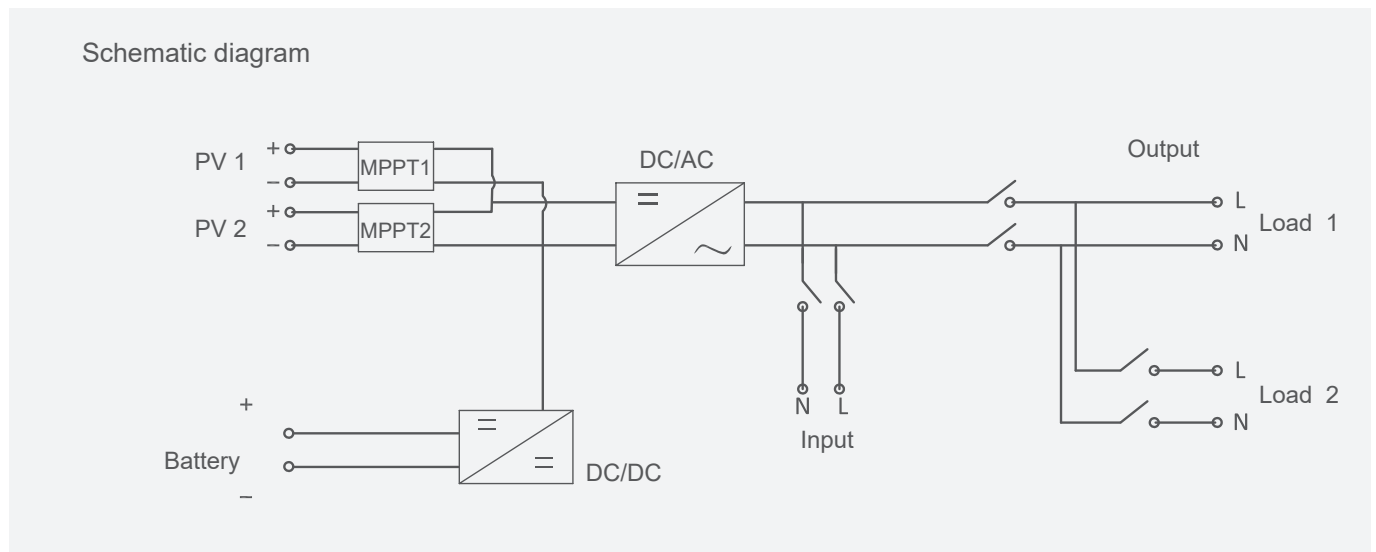 Schematic diagram
PV 1
+
−
MPPT1
PV 2
+
−
MPPT2
DC/AC
Output
L
N
Load 1
N L
Input
L
N
Load 2
+
Battery
−
DC/DC